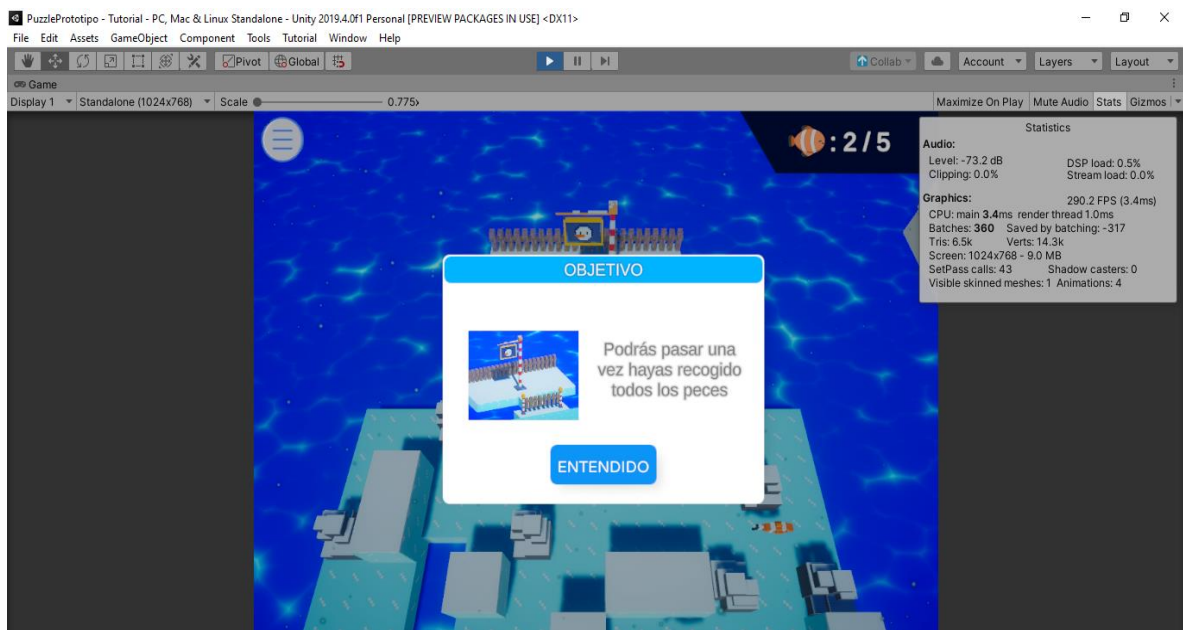 PuzzlePrototipo - Tutorial - PC, Mac & Linux Standalone - Unity 2019.4.0f1 Personal [PREVIEW PACKAGES IN USE] <DX11>
File Edit Assets GameObject Component Tools Tutorial Window Help
Pivot Global Collab Account Layers Layout
Game
Display 1 Standalone (1024x768) Scale 0.775x Maximize On Play Mute Audio Stats Gizmos
:2/5
Statistics
Audio:
Level: -73.2 dB DSP load: 0.5%
Clipping: 0.0% Stream load: 0.0%
Graphics: 290.2 FPS (3.4ms)
CPU: main 3.4ms render thread 1.0ms
Batches: 360 Saved by batching: -317
Tris: 6.5k Verts: 14.3k
Screen: 1024x768 - 9.0 MB
SetPass calls: 43 Shadow casters: 0
Visible skinned meshes: 1 Animations: 4
OBJETIVO
Podrás pasar una
vez hayas recogido
todos los peces
ENTENDIDO